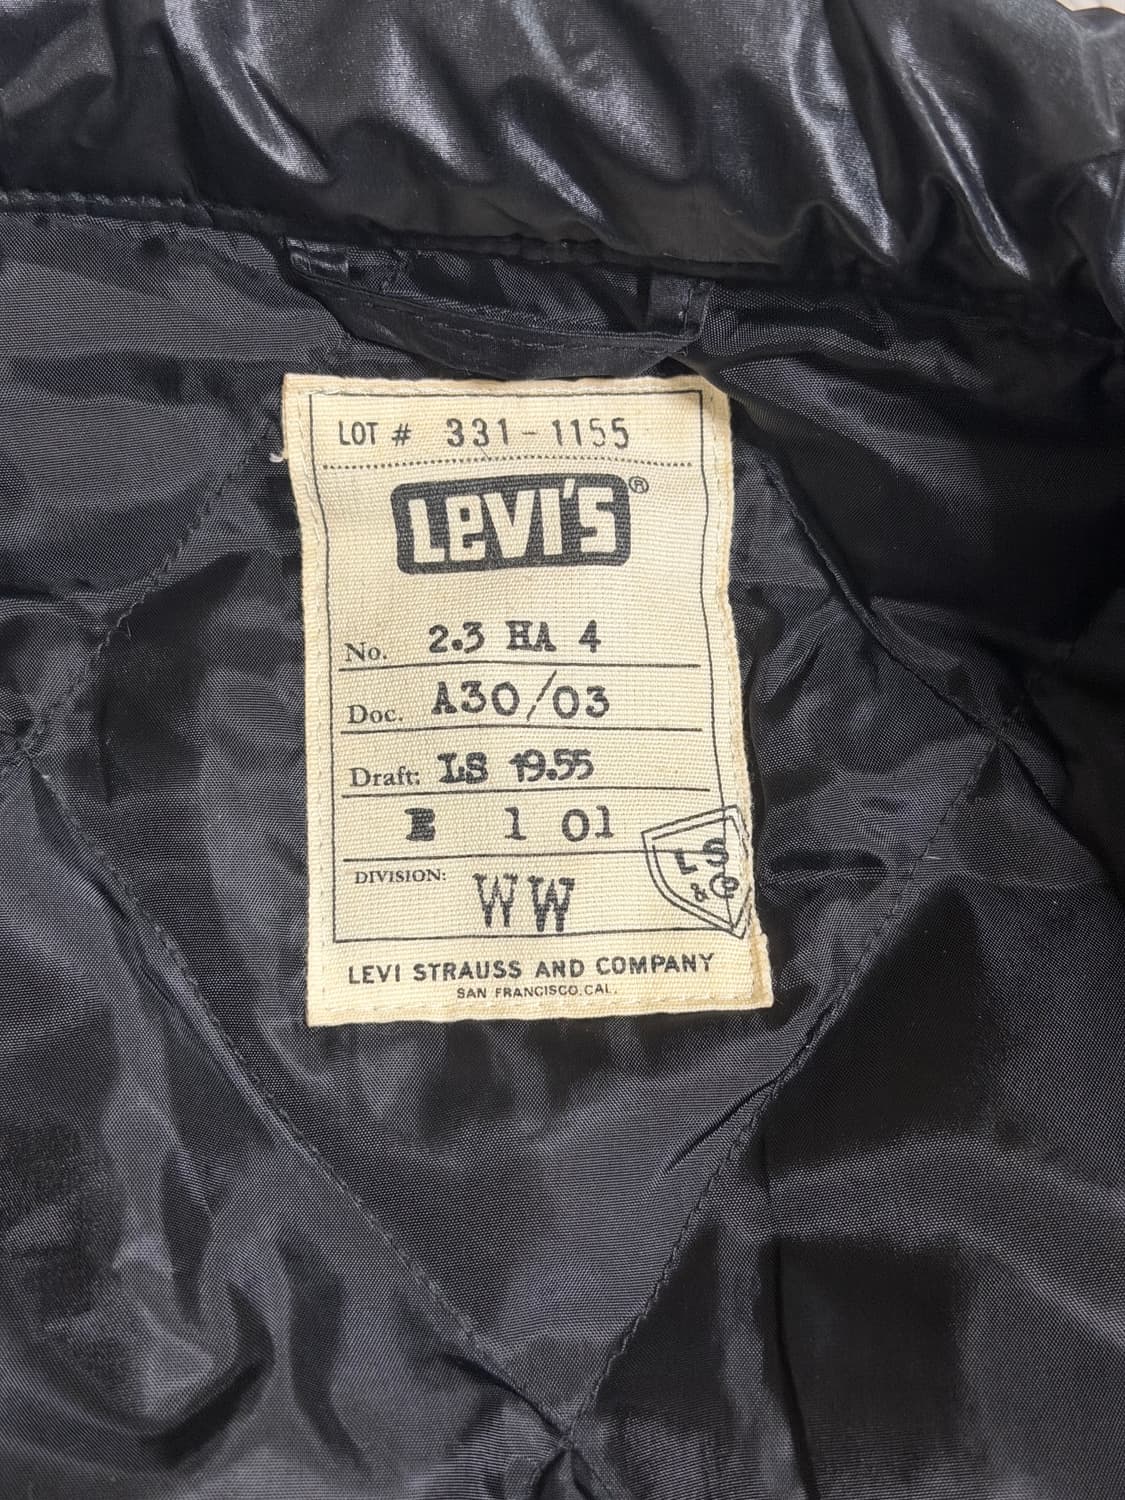 LOT # 331-1155
LEVI'S®
No. 2.3 HA 4
Doc. A30/03
Draft: LS 19.55
E 1 01
DIVISION: WW
LS
&Co
LEVI STRAUSS AND COMPANY
SAN FRANCISCO, CAL.